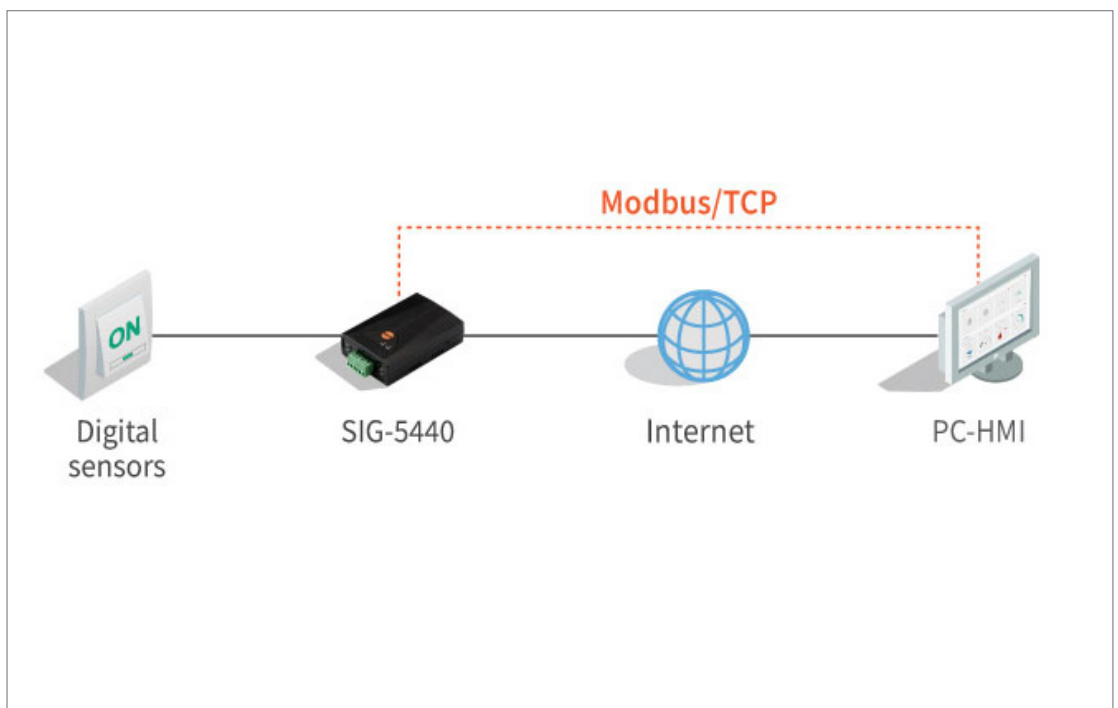 Modbus/TCP
ON
Digital
sensors
SIG-5440
Internet
PC-HMI